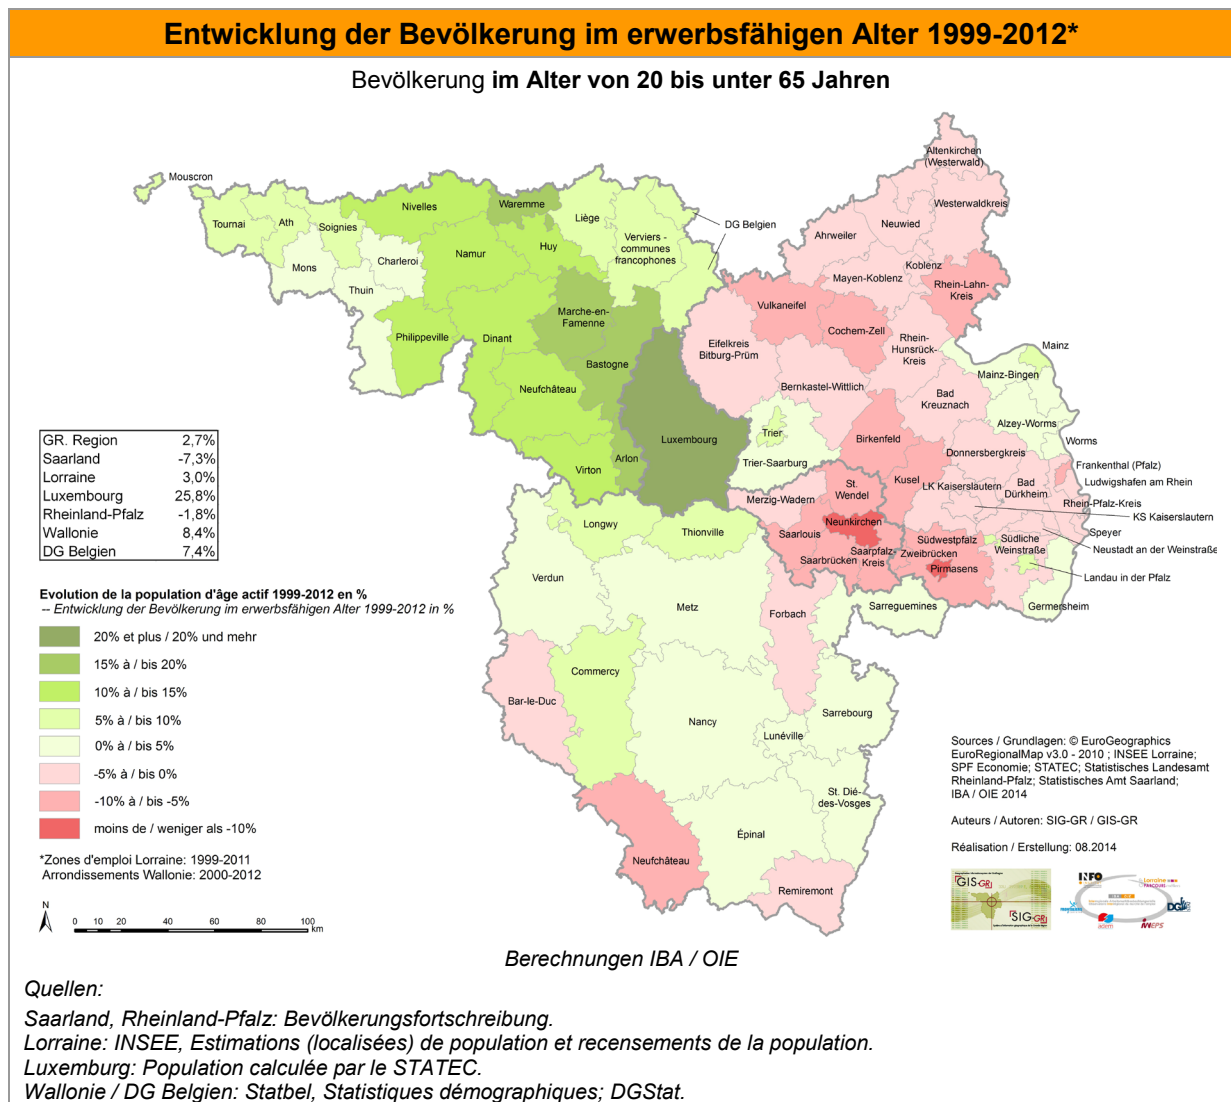 Entwicklung der Bevölkerung im erwerbsfähigen Alter 1999-2012*
Bevölkerung im Alter von 20 bis unter 65 Jahren
Altenkirchen
(Westerwald)
Mouscron
Westerwaldkreis
Nivelles
Waremme
Tournai
Ath
Soignies
Liège
DG Belgien
Neuwied
Ahrweiler
Verviers -
communes
francophones
Huy
Namur
Charleroi
Mons
Koblenz
Mayen-Koblenz
Rhein-Lahn-
Kreis
Thuin
Vulkaneifel
Marche-en-
Famenne
Cochem-Zell
Philippeville
Dinant
Eifelkreis
Bitburg-Prüm
Rhein-
Hunsrück-
Kreis
Mainz
Bastogne
Mainz-Bingen
Neufchâteau
Bernkastel-Wittlich
Bad
Kreuznach
Alzey-Worms
Trier
Luxembourg
Birkenfeld
Worms
Donnersbergkreis
Arlon
Virton
Trier-Saarburg
Frankenthal (Pfalz)
Ludwigshafen am Rhein
Kusel
LK Kaiserslautern
Bad
Dürkheim
St.
Wendel
Merzig-Wadern
Rhein-Pfalz-Kreis
KS Kaiserslautern
Longwy
Thionville
Neunkirchen
Saarlouis
Speyer
Südwestpfalz
Südliche
Weinstraße
Neustadt an der Weinstraße
Zweibrücken
Saarpfalz-
Kreis
Saarbrücken
Pirmasens
Landau in der Pfalz
Verdun
Metz
Forbach
Sarreguemines
Germersheim
Commercy
Bar-le-Duc
Nancy
Sarrebourg
Lunéville
St. Dié-
des-Vosges
Épinal
Neufchâteau
Remiremont
GR. Region 2,7%
Saarland -7,3%
Lorraine 3,0%
Luxembourg 25,8%
Rheinland-Pfalz -1,8%
Wallonie 8,4%
DG Belgien 7,4%
Evolution de la population d'âge actif 1999-2012 en %
-- Entwicklung der Bevölkerung im erwerbsfähigen Alter 1999-2012 in %
20% et plus / 20% und mehr
15% à / bis 20%
10% à / bis 15%
5% à / bis 10%
0% à / bis 5%
-5% à / bis 0%
-10% à / bis -5%
moins de / weniger als -10%
*Zones d'emploi Lorraine: 1999-2011
Arrondissements Wallonie: 2000-2012
N
0 10 20 40 60 80 100
km
Sources / Grundlagen: © EuroGeographics
EuroRegionalMap v3.0 - 2010 ; INSEE Lorraine;
SPF Economie; STATEC; Statistisches Landesamt
Rheinland-Pfalz; Statistisches Amt Saarland;
IBA / OIE 2014
Auteurs / Autoren: SIG-GR / GIS-GR
Réalisation / Erstellung: 08.2014
GIS-GR
SIG-GR
INFO
Lorraine
PARCOURS
DG
adem
Berechnungen IBA / OIE
Quellen:
Saarland, Rheinland-Pfalz: Bevölkerungsfortschreibung.
Lorraine: INSEE, Estimations (localisées) de population et recensements de la population.
Luxemburg: Population calculée par le STATEC.
Wallonie / DG Belgien: Statbel, Statistiques démographiques; DGStat.